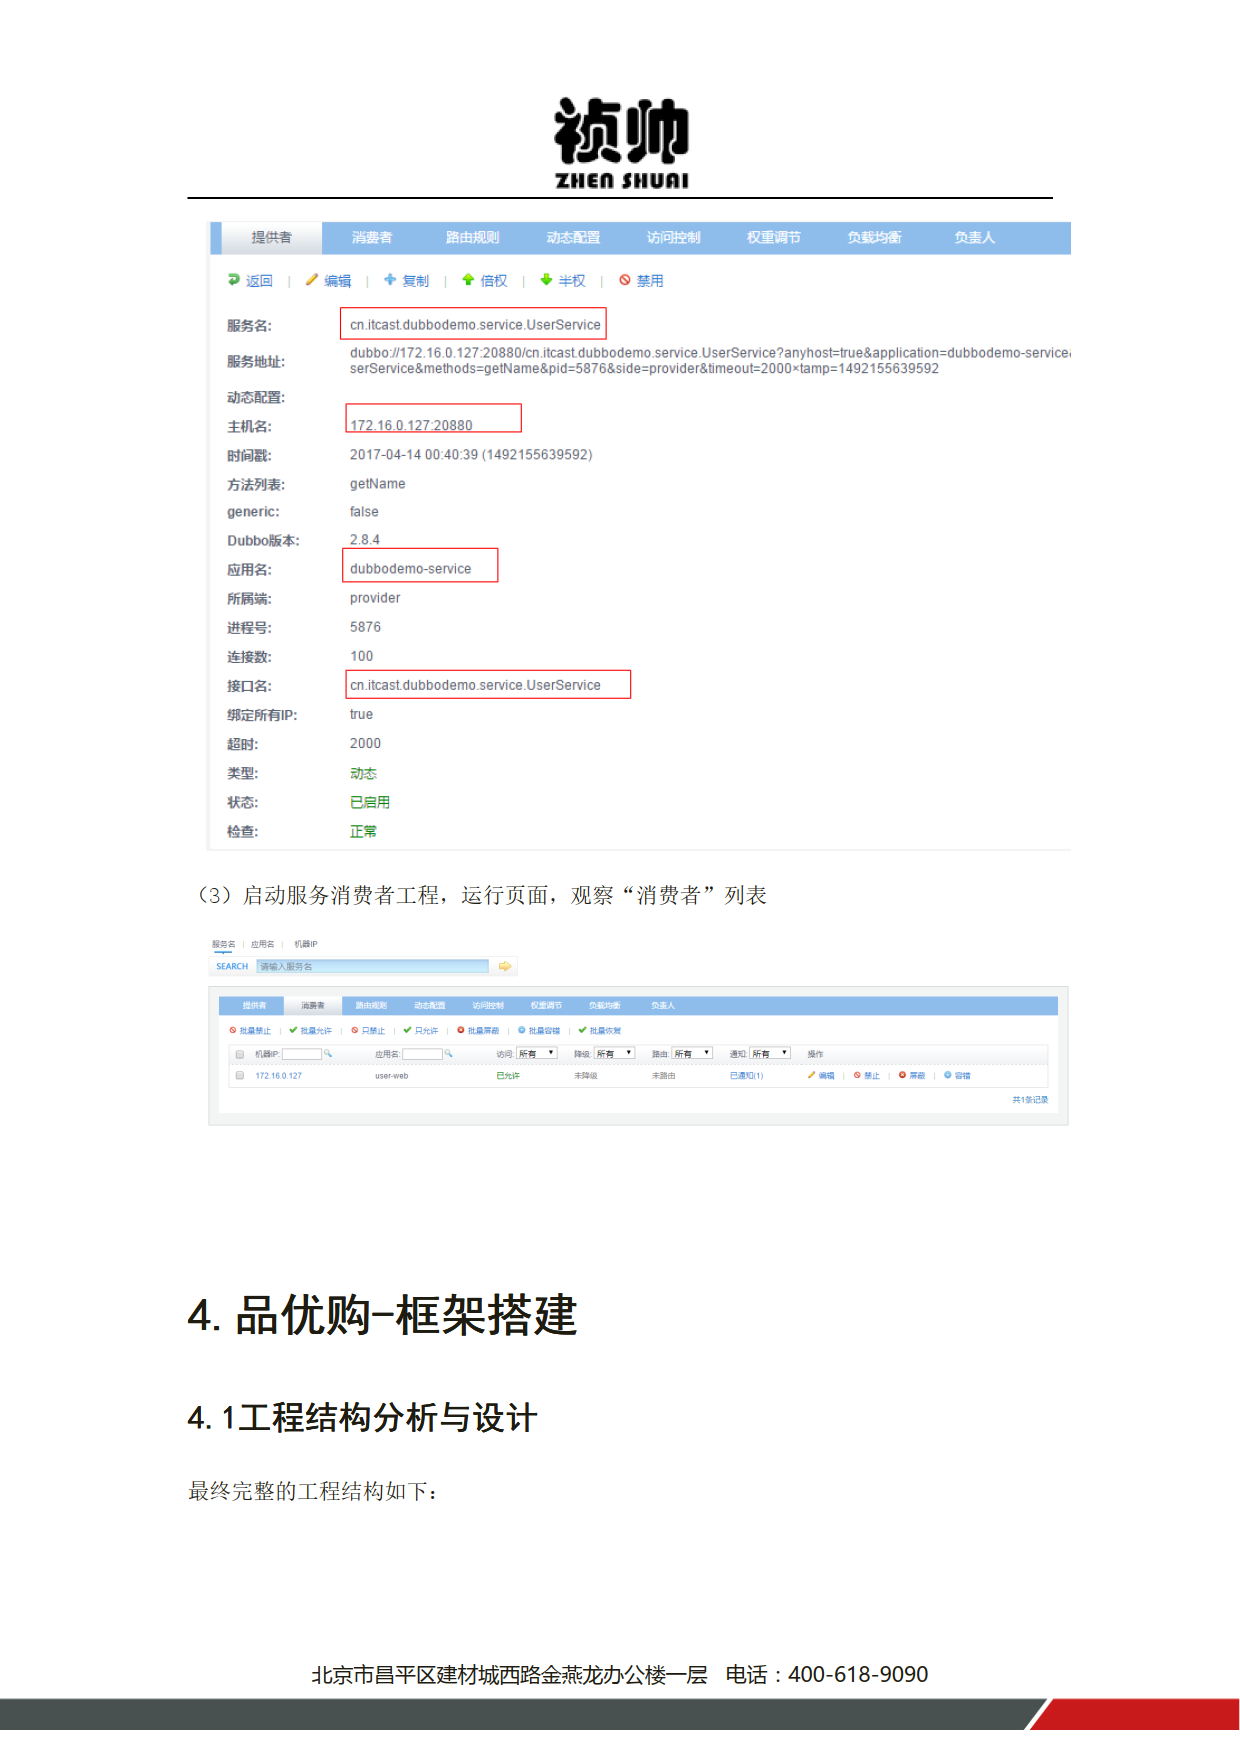 祯帅
ZHEN SHUAI
提供者 消费者 路由规则 动态配置 访问控制 权重调节 负载均衡 负责人
返回 | 编辑 | 复制 | 倍权 | 半权 | 禁用
服务名: cn.itcast.dubbodemo.service.UserService
服务地址: dubbo://172.16.0.127:20880/cn.itcast.dubbodemo.service.UserService?anyhost=true&application=dubbodemo-service&
serService&methods=getName&pid=5876&side=provider&timeout=2000×tamp=1492155639592
动态配置:
主机名: 172.16.0.127:20880
时间戳: 2017-04-14 00:40:39 (1492155639592)
方法列表: getName
generic: false
Dubbo版本: 2.8.4
应用名: dubbodemo-service
所属端: provider
进程号: 5876
连接数: 100
接口名: cn.itcast.dubbodemo.service.UserService
绑定所有IP: true
超时: 2000
类型: 动态
状态: 已启用
检查: 正常
（3）启动服务消费者工程，运行页面，观察“消费者”列表
服务名 | 应用名 | 机器IP
SEARCH 请输入服务名
提供者 消费者 路由规则 动态配置 访问控制 权重调节 负载均衡 负责人
批量禁止 | 批量允许 | 只禁止 | 只允许 | 批量屏蔽 | 批量容错 | 批量恢复
机器IP: 应用名: 访问: 所有 降级: 所有 路由: 所有 通知: 所有 操作
172.16.0.127 user-web 已允许 未降级 未路由 已通知(1) 编辑 | 禁止 | 屏蔽 | 容错
共1条记录
4. 品优购-框架搭建
4.1工程结构分析与设计
最终完整的工程结构如下：
北京市昌平区建材城西路金燕龙办公楼一层 电话：400-618-9090